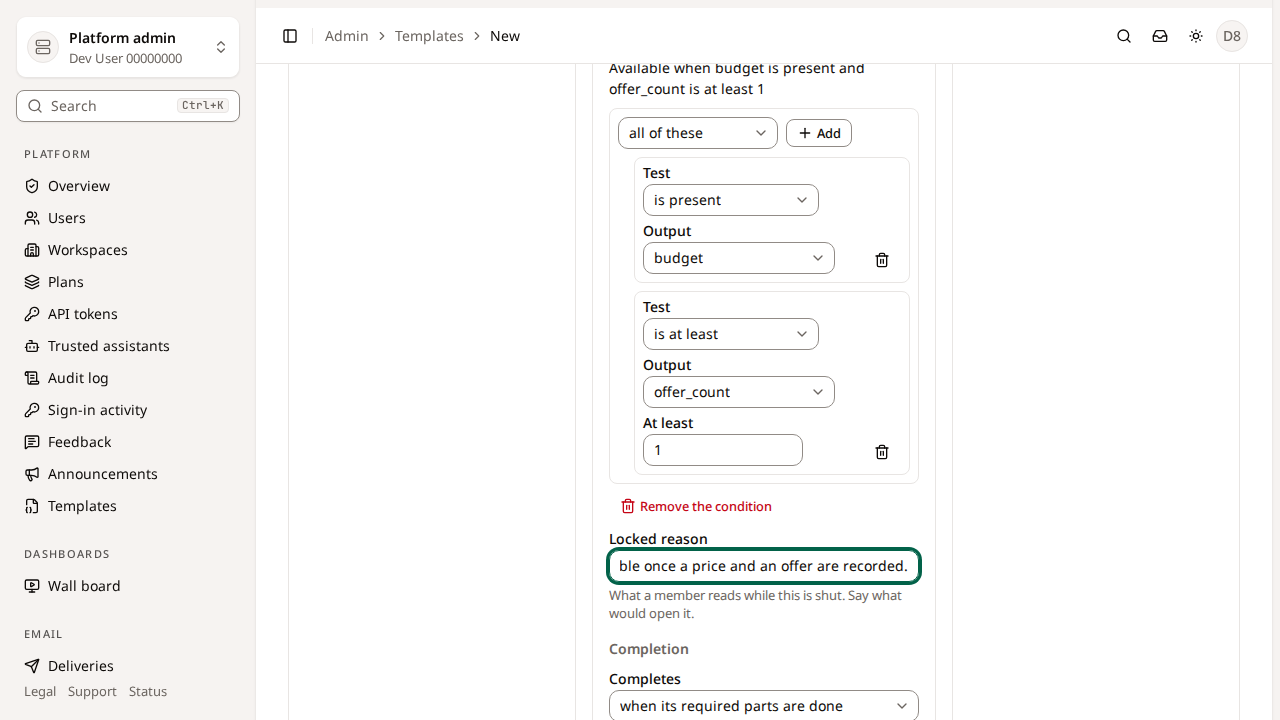 Platform admin
Dev User 00000000
Search Ctrl+K
PLATFORM
Overview
Users
Workspaces
Plans
API tokens
Trusted assistants
Audit log
Sign-in activity
Feedback
Announcements
Templates
DASHBOARDS
Wall board
EMAIL
Deliveries
Legal Support Status
Admin Templates New
D8
Available when budget is present and
offer_count is at least 1
all of these Add
Test
is present
Output
budget
Test
is at least
Output
offer_count
At least
1
Remove the condition
Locked reason
ble once a price and an offer are recorded.
What a member reads while this is shut. Say what
would open it.
Completion
Completes
when its required parts are done